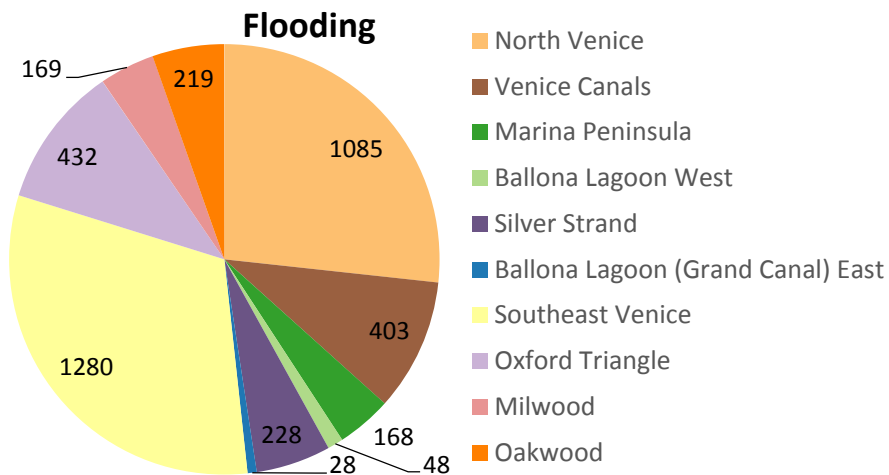 Flooding
169
219
1085
432
403
1280
168
228
28
48
North Venice
Venice Canals
Marina Peninsula
Ballona Lagoon West
Silver Strand
Ballona Lagoon (Grand Canal) East
Southeast Venice
Oxford Triangle
Milwood
Oakwood